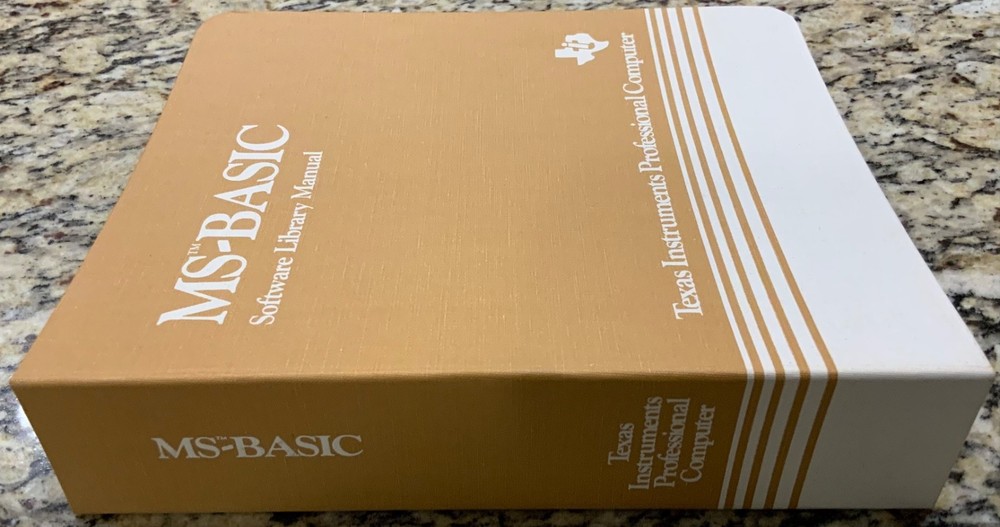 MS™-BASIC
Software Library Manual
Texas Instruments Professional Computer
MS™-BASIC
Texas
Instruments
Professional
Computer